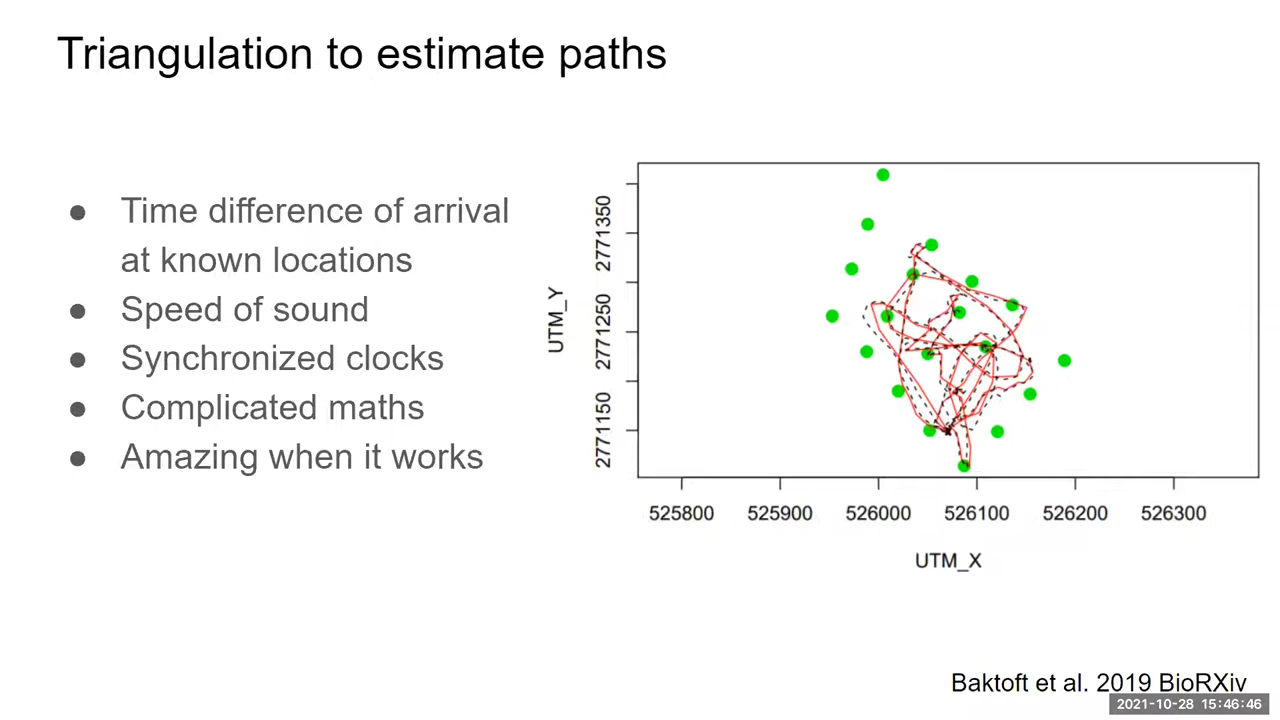 Triangulation to estimate paths
● Time difference of arrival
at known locations
● Speed of sound
● Synchronized clocks
● Complicated maths
● Amazing when it works
2771350
2771250
2771150
UTM_Y
525800 525900 526000 526100 526200 526300
UTM_X
Baktoft et al. 2019 BioRXiv
2021-10-28 15:46:46